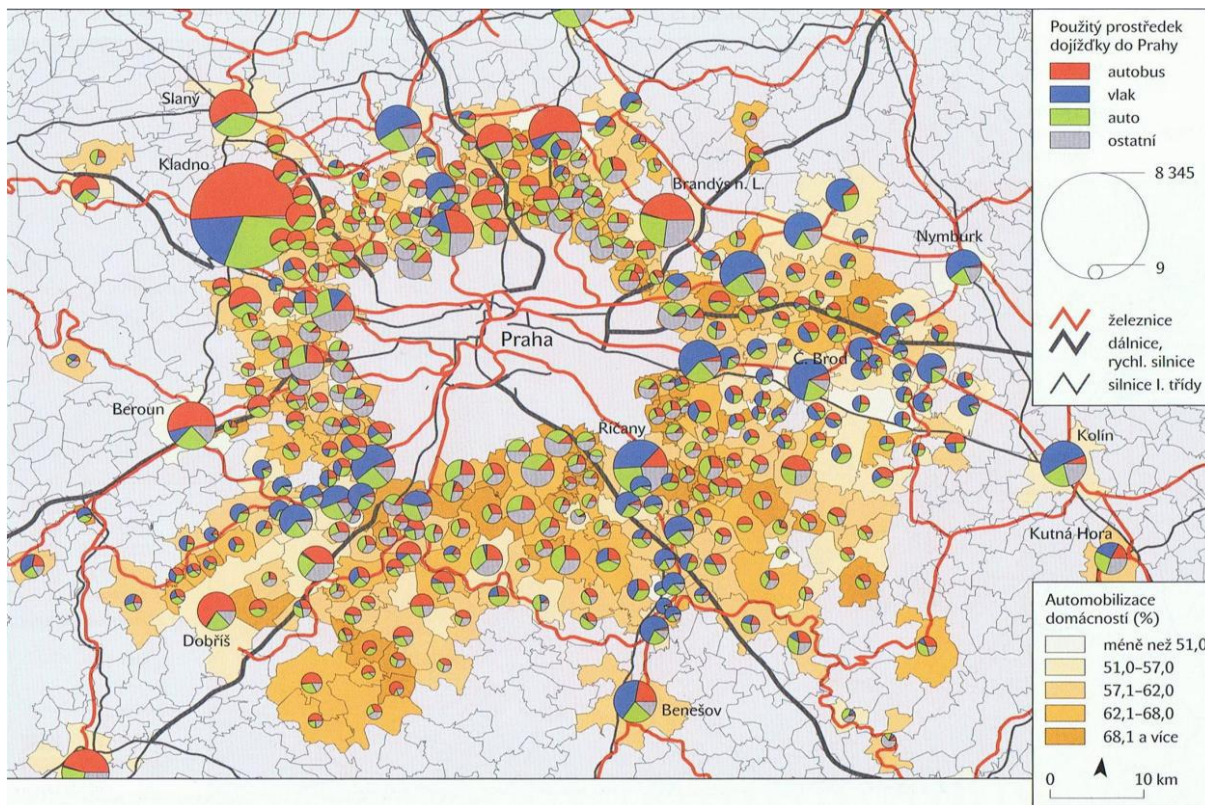 Použitý prostředek
dojížďky do Prahy
autobus
vlak
auto
ostatní
8 345
9
železnice
dálnice,
rychl. silnice
silnice I. třídy
Slaný
Kladno
Brandýs n. L.
Nymburk
Praha
Č. Brod
Beroun
Říčany
Kolín
Kutná Hora
Dobříš
Benešov
Automobilizace
domácností (%)
méně než 51,0
51,0–57,0
57,1–62,0
62,1–68,0
68,1 a více
0
10 km